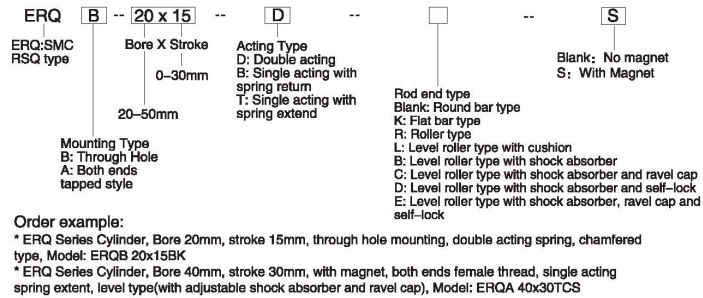 ERQ B -- 20 x 15 -- D -- -- S
ERQ:SMC
RSQ type
Bore X Stroke
0–30mm
20–50mm
Mounting Type
B: Through Hole
A: Both ends
tapped style
Acting Type
D: Double acting
B: Single acting with
spring return
T: Single acting with
spring extend
Rod end type
Blank: Round bar type
K: Flat bar type
R: Roller type
L: Level roller type with cushion
B: Level roller type with shock absorber
C: Level roller type with shock absorber and ravel cap
D: Level roller type with shock absorber and self–lock
E: Level roller type with shock absorber, ravel cap and
self–lock
Blank: No magnet
S: With Magnet
Order example:
* ERQ Series Cylinder, Bore 20mm, stroke 15mm, through hole mounting, double acting spring, chamfered
type, Model: ERQB 20x15BK
* ERQ Series Cylinder, Bore 40mm, stroke 30mm, with magnet, both ends female thread, single acting
spring extent, level type(with adjustable shock absorber and ravel cap), Model: ERQA 40x30TCS